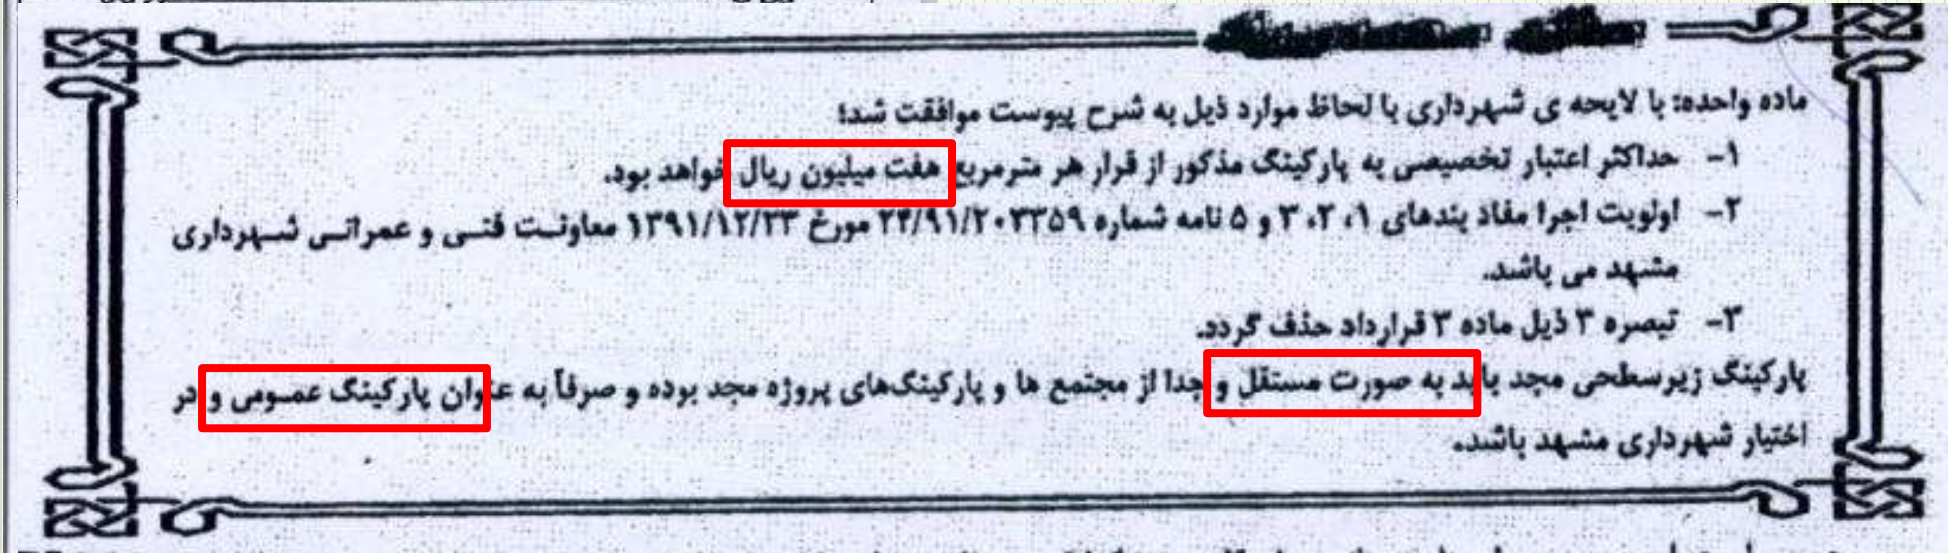 ماده واحده: با لایحه ی شهرداری با لحاظ موارد ذیل به شرح پیوست موافقت شد؛
۱- حداکثر اعتبار تخصیصی به پارکینگ مذکور از قرار هر مترمربع هفت میلیون ریال خواهد بود.
۲- اولویت اجرا مفاد بندهای ۱، ۲، ۳ و ۵ نامه شماره ۲۴/۹۱/۲۰۳۳۵۹ مورخ ۱۳۹۱/۱۲/۲۳ معاونت فنی و عمرانی شهرداری
مشهد می باشد.
۳- تبصره ۳ ذیل ماده ۳ قرارداد حذف گردد.
پارکینگ زیرسطحی مجد باید به صورت مستقل و جدا از مجتمع ها و پارکینگ‌های پروژه مجد بوده و صرفاً به عنوان پارکینگ عمومی و در
اختیار شهرداری مشهد باشد.